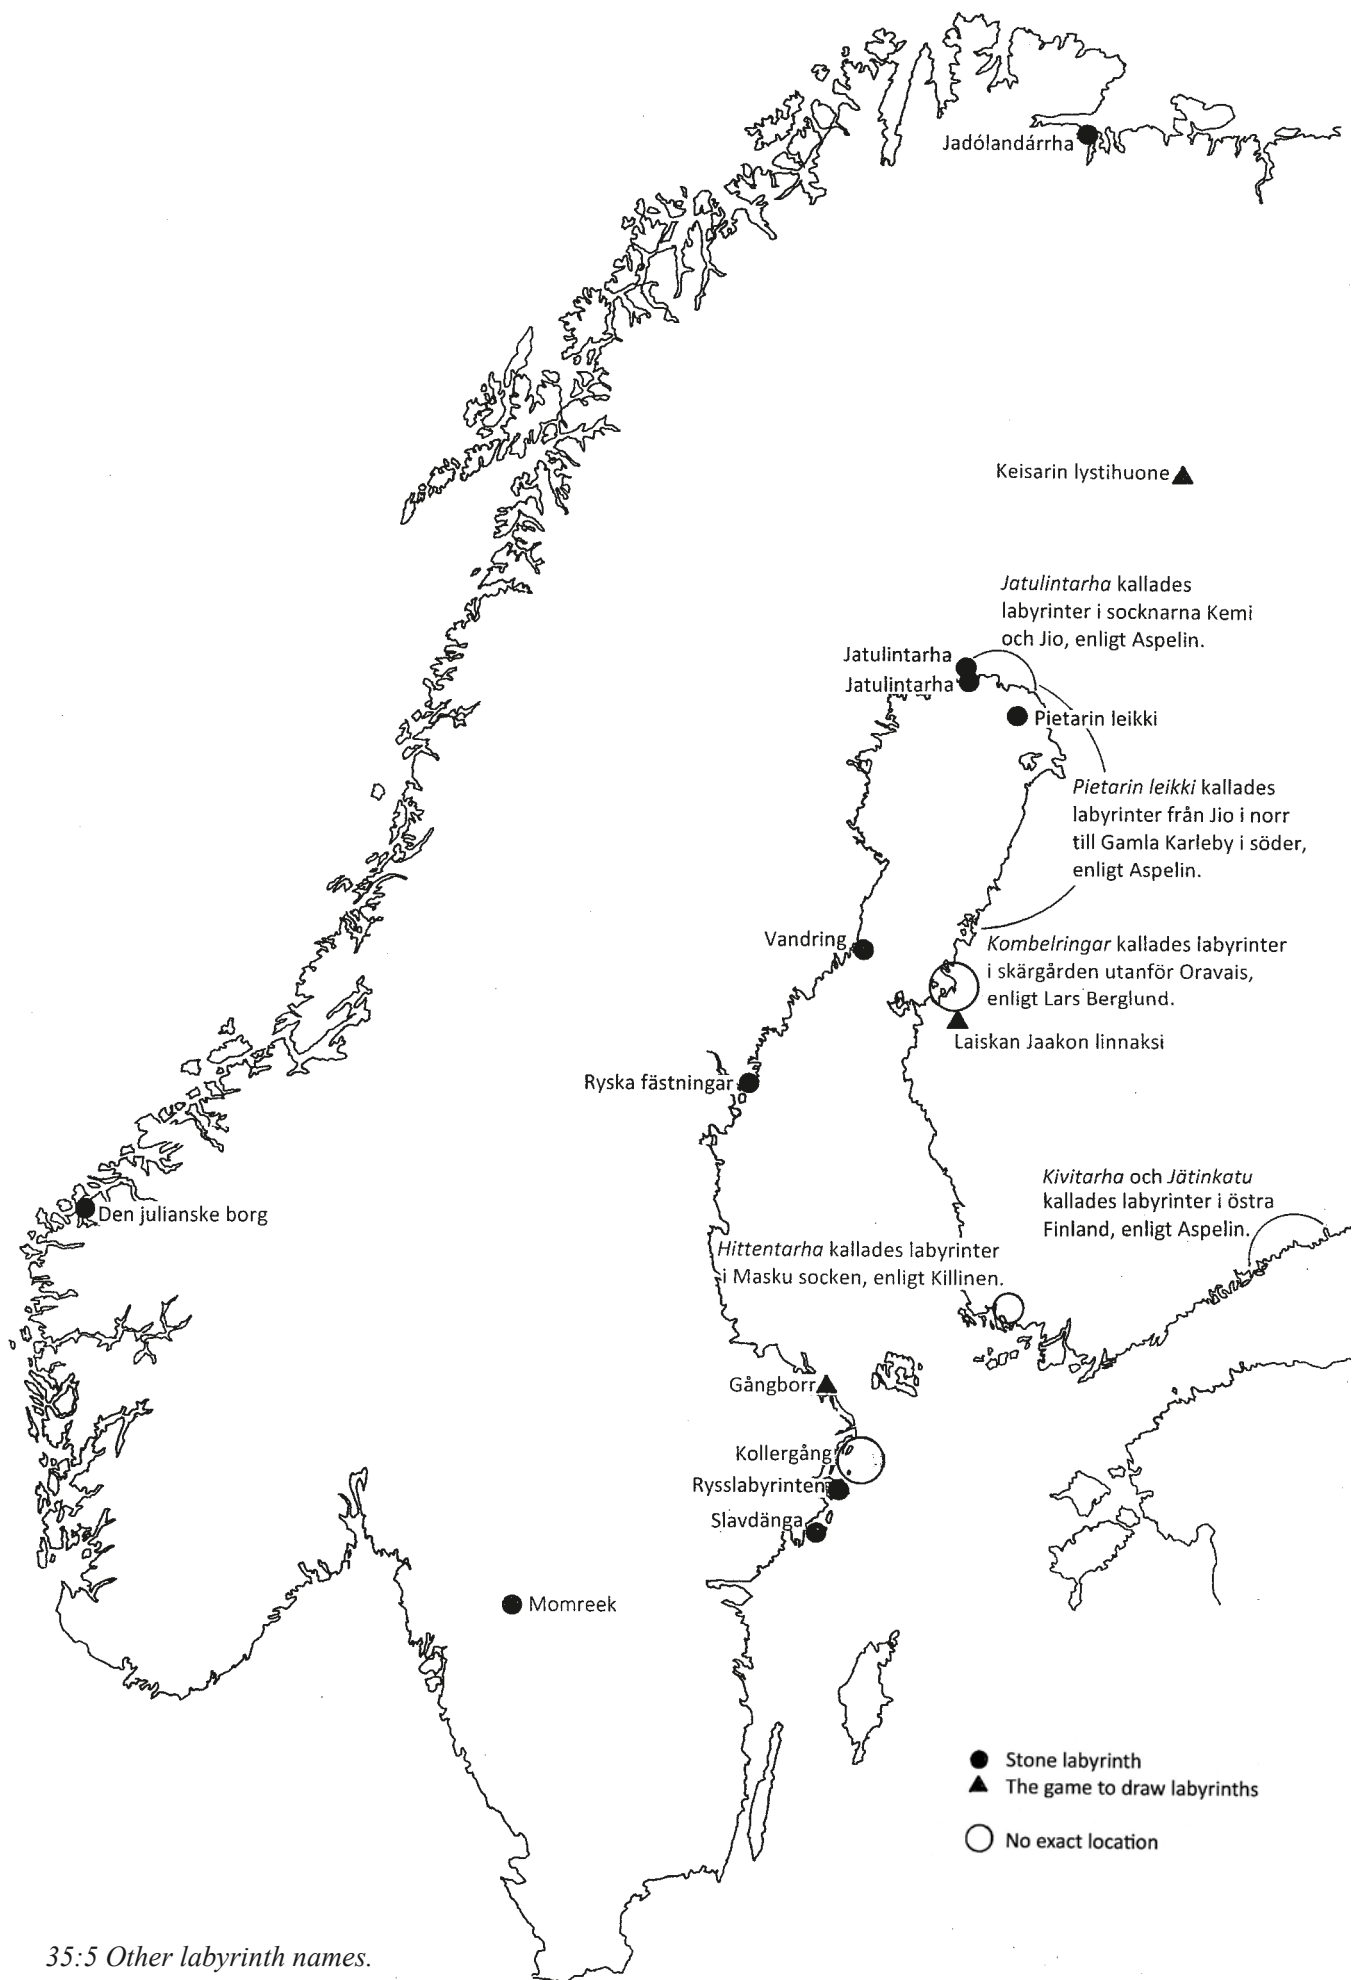 Jadólandárrha
Keisarin lystihuone
Jatulintarha kallades
labyrinter i socknarna Kemi
och Jio, enligt Aspelin.
Jatulintarha
Jatulintarha
Pietarin leikki
Pietarin leikki kallades
labyrinter från Jio i norr
till Gamla Karleby i söder,
enligt Aspelin.
Vandring
Kombelringar kallades labyrinter
i skärgården utanför Oravais,
enligt Lars Berglund.
Laiskan Jaakon linnaksi
Ryska fästningar
Kivitarha och Jätinkatu
kallades labyrinter i östra
Finland, enligt Aspelin.
Den julianske borg
Hittentarha kallades labyrinter
i Masku socken, enligt Killinen.
Gångborr
Kollergång
Rysslabyrinten
Slavdänga
Momreek
Stone labyrinth
The game to draw labyrinths
No exact location
35:5 Other labyrinth names.